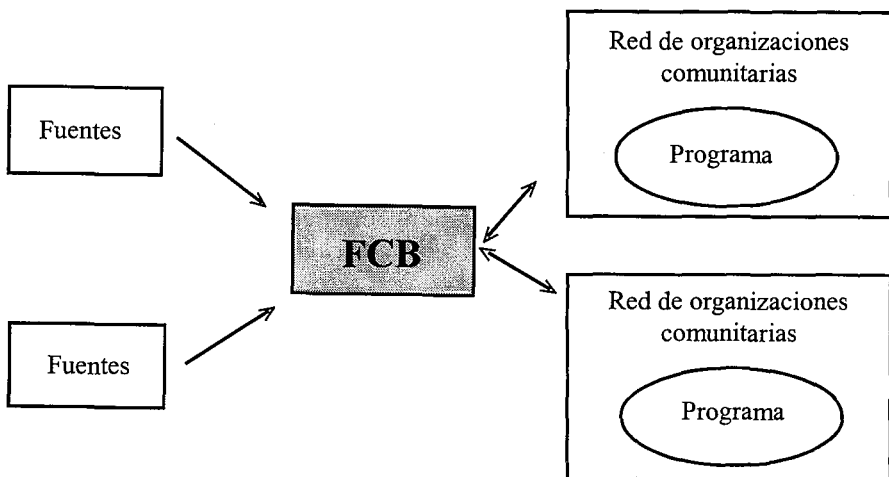 Fuentes
Fuentes
FCB
Red de organizaciones
comunitarias
Programa
Red de organizaciones
comunitarias
Programa